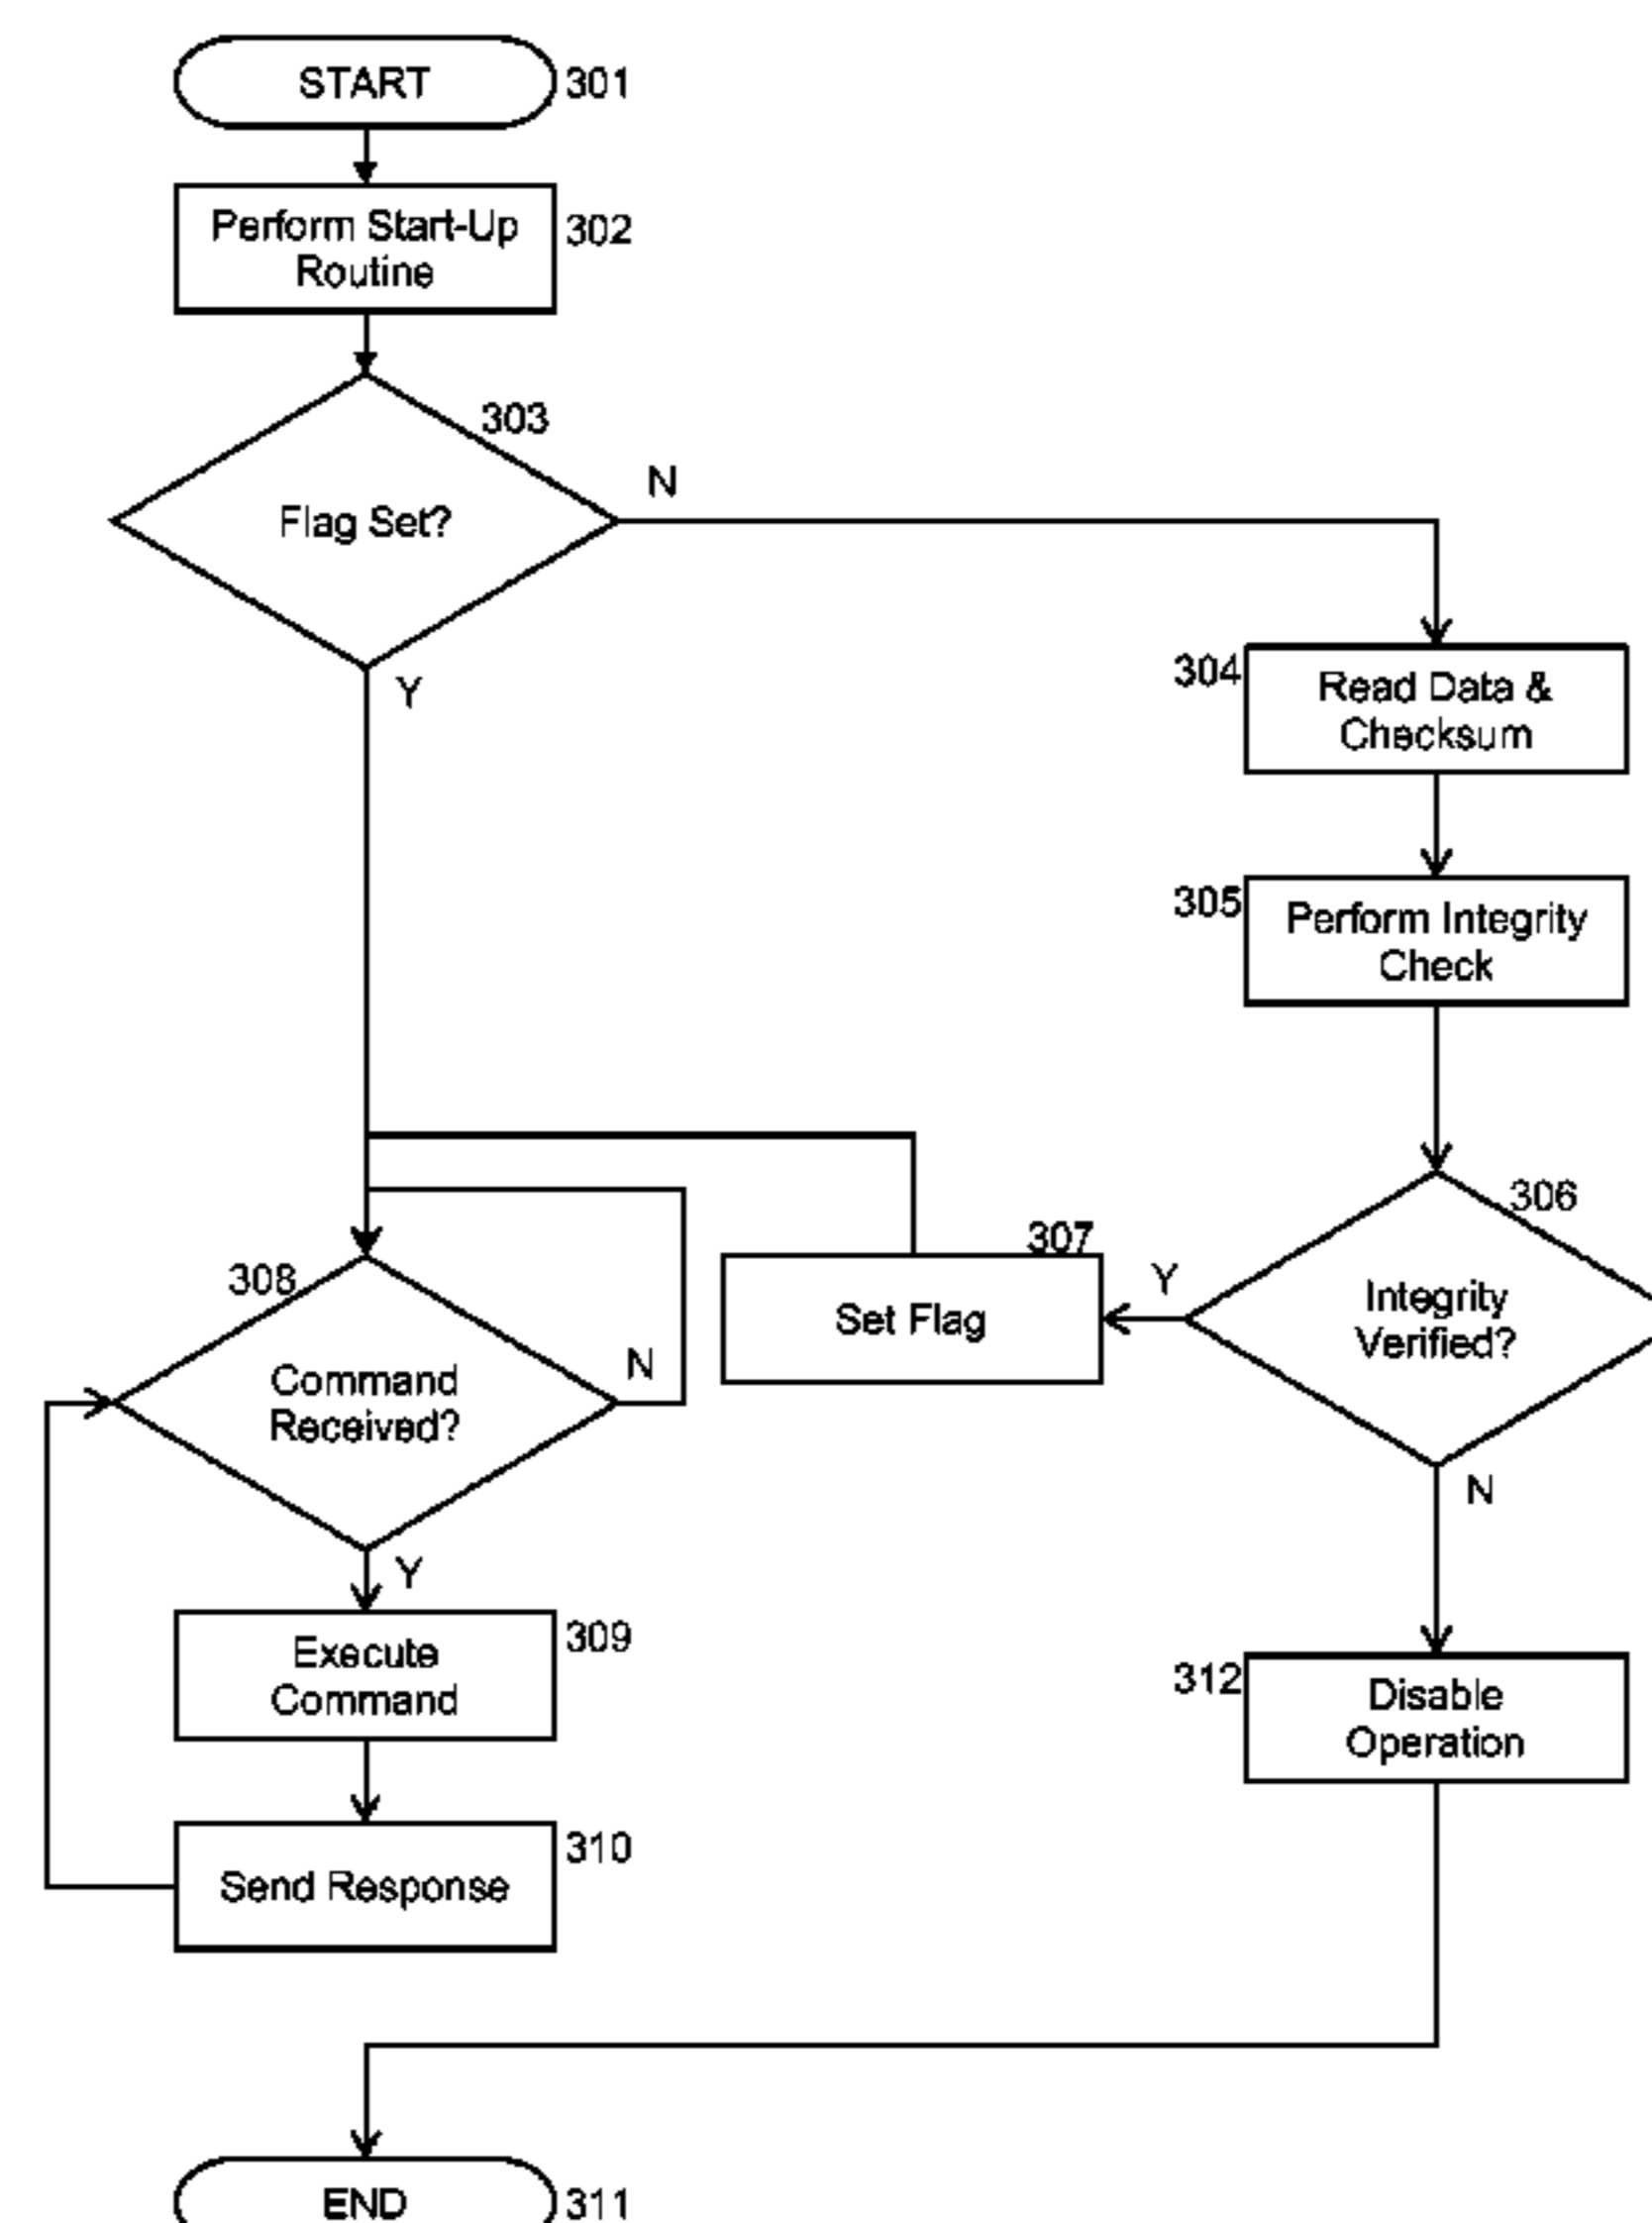 START
301
Perform Start-Up
Routine
302
303
Flag Set?
N
Y
304
Read Data &
Checksum
305
Perform Integrity
Check
306
Integrity
Verified?
Y
N
307
Set Flag
308
Command
Received?
N
Y
309
Execute
Command
310
Send Response
312
Disable
Operation
END
311